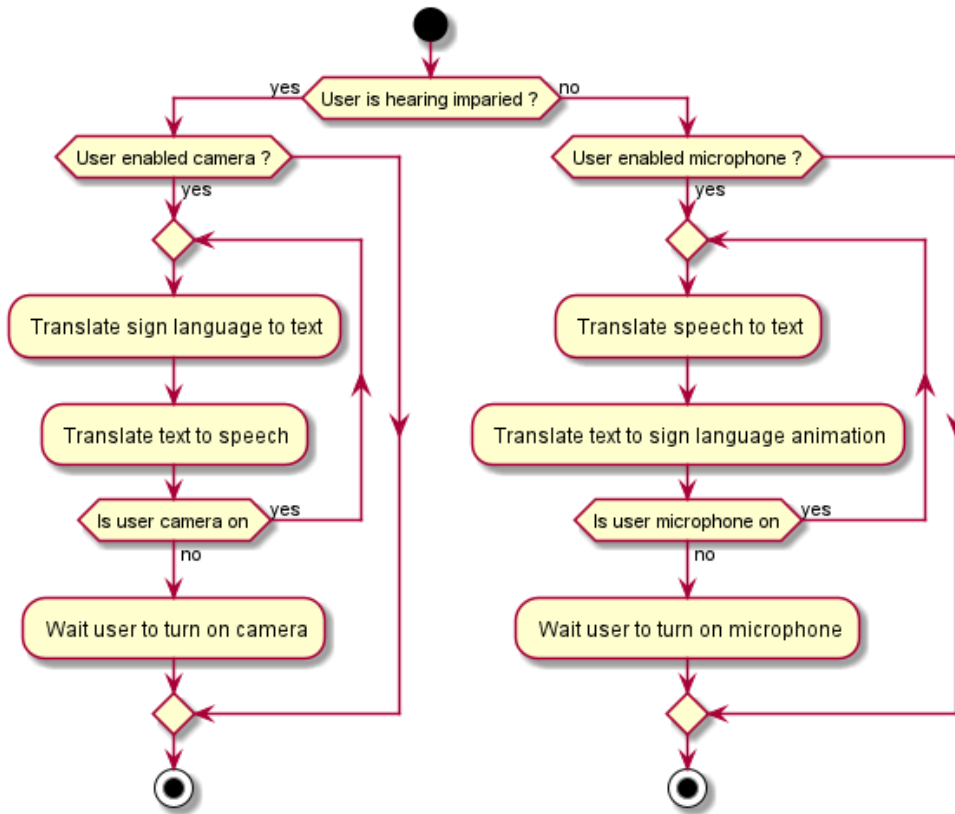 User is hearing imparied ?
yes
no
User enabled camera ?
yes
Translate sign language to text
Translate text to speech
Is user camera on
yes
no
Wait user to turn on camera
User enabled microphone ?
yes
Translate speech to text
Translate text to sign language animation
Is user microphone on
yes
no
Wait user to turn on microphone